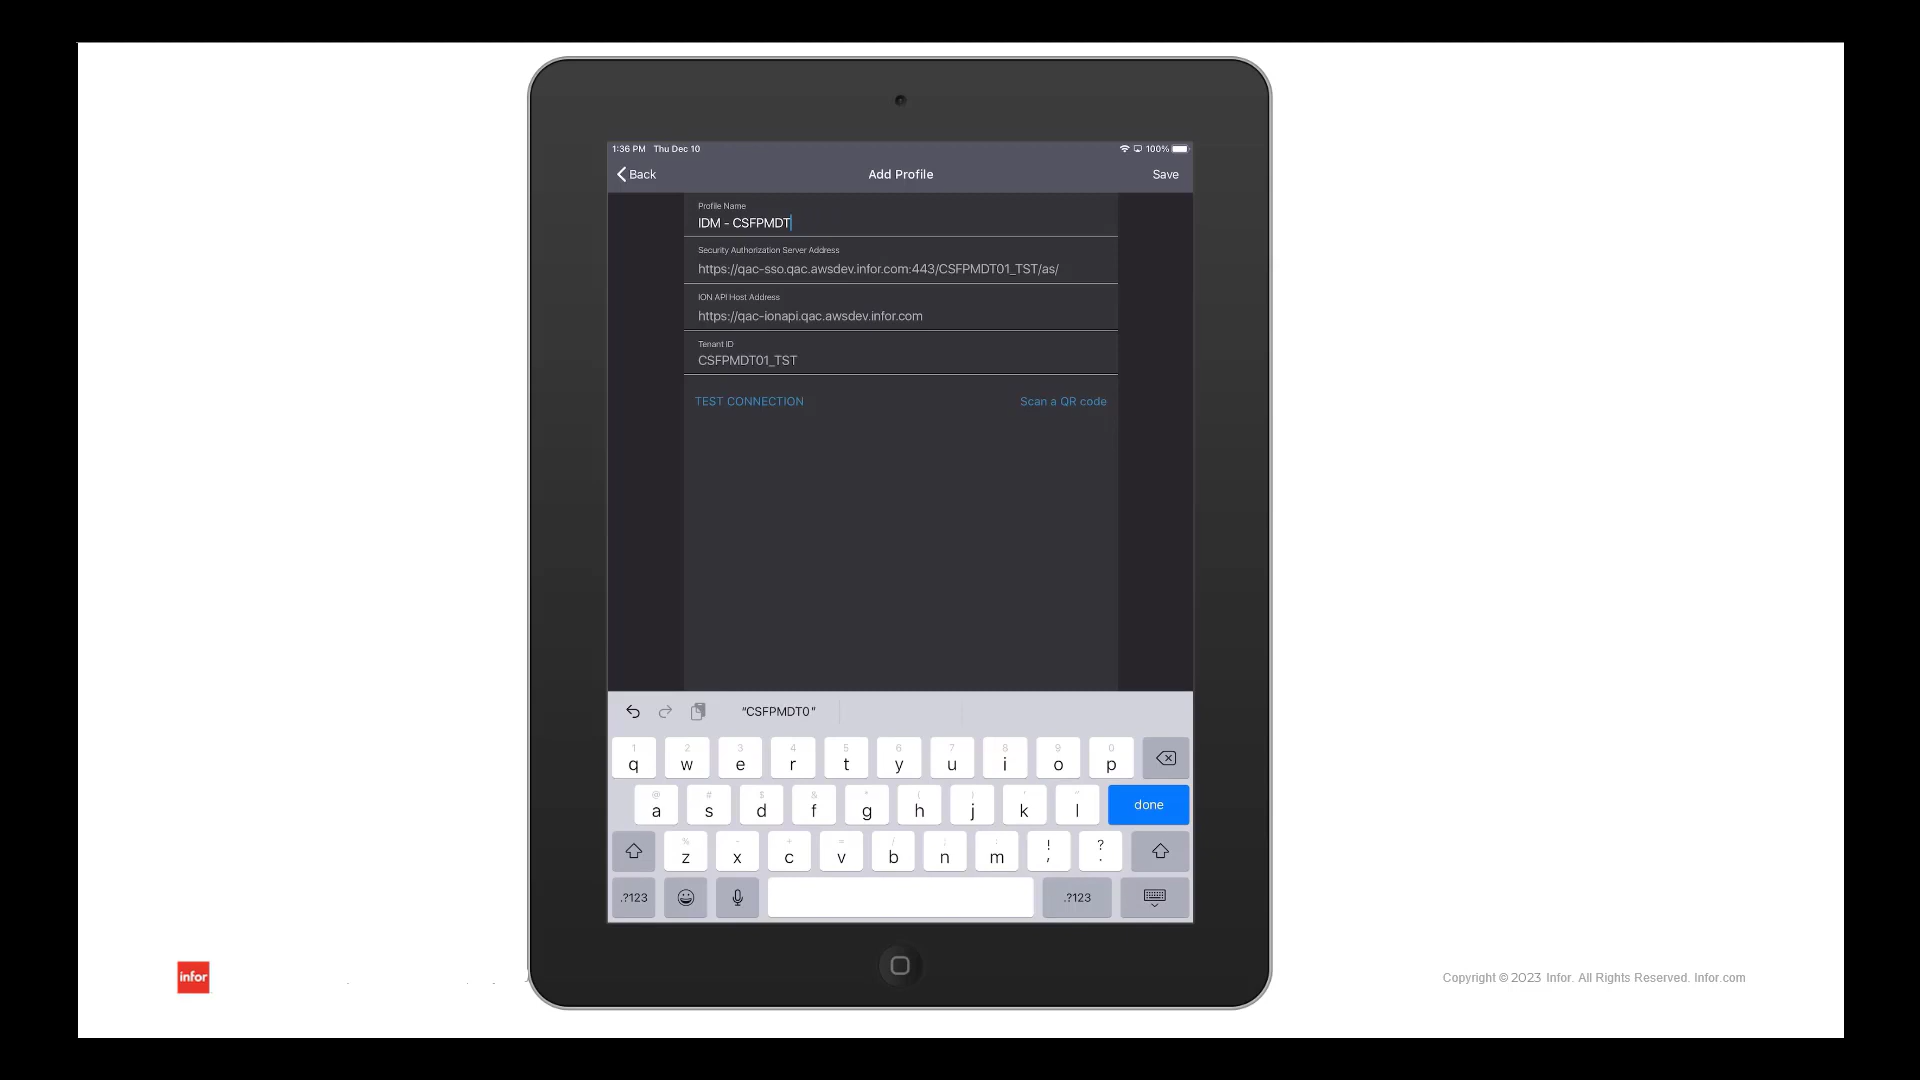 1:36 PM Thu Dec 10
100%
Back
Add Profile
Save
Profile Name
IDM - CSFPMDT
Security Authorization Server Address
https://qac-sso.qac.awsdev.infor.com:443/CSFPMDT01_TST/as/
ION API Host Address
https://qac-ionapi.qac.awsdev.infor.com
Tenant ID
CSFPMDT01_TST
TEST CONNECTION
Scan a QR code
“CSFPMDT0”
1 2 3 4 5 6 7 8 9 0
q w e r t y u i o p
@ # $ & * ( ) ' "
a s d f g h j k l done
% - + = / ; : ! ?
z x c v b n m , .
.?123 .?123
infor
Copyright © 2023 Infor. All Rights Reserved. Infor.com